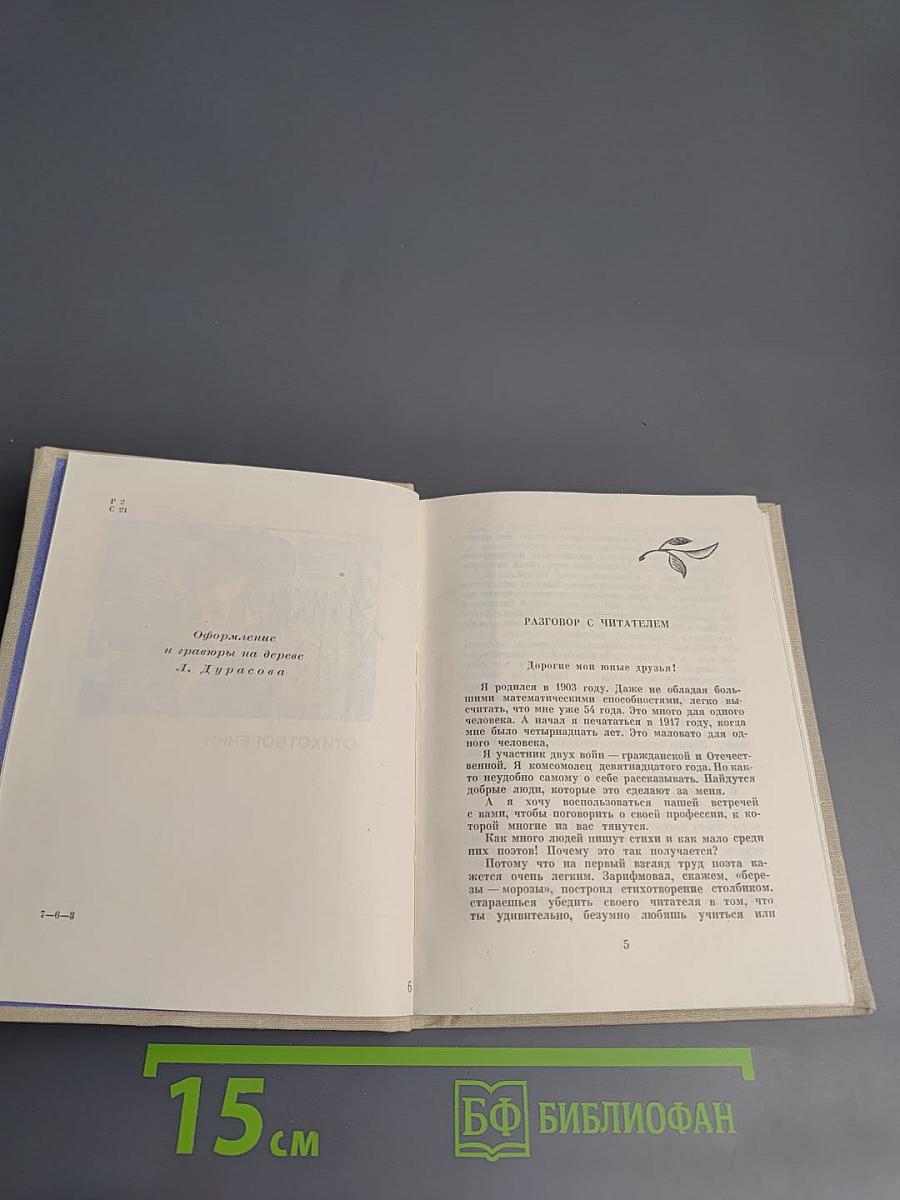 Р 2
С 24
Оформление
и гравюры на дереве
Л. Дурасова
СТИХОТВОРЕНИЯ
7—6—3
6
РАЗГОВОР С ЧИТАТЕЛЕМ
Дорогие мои юные друзья!
Я родился в 1903 году. Даже не обладая боль-
шими математическими способностями, легко вы-
считать, что мне уже 54 года. Это много для одного
человека. А начал я печататься в 1917 году, когда
мне было четырнадцать лет. Это маловато для од-
ного человека,
Я участник двух войн — гражданской и Отечест-
венной. Я комсомолец девятнадцатого года. Но как-
то неудобно самому о себе рассказывать. Найдутся
добрые люди, которые это сделают за меня.
А я хочу воспользоваться нашей встречей
с вами, чтобы поговорить о своей профессии, к ко-
торой многие из вас тянутся.
Как много людей пишут стихи и как мало среди
них поэтов! Почему это так получается?
Потому что на первый взгляд труд поэта ка-
жется очень легким. Зарифмовал, скажем, «бере-
зы — морозы», построил стихотворение столбиком,
стараешься убедить своего читателя в том, что
ты удивительно, безумно любишь учиться или
5
15 см
БФ БИБЛИОФАН